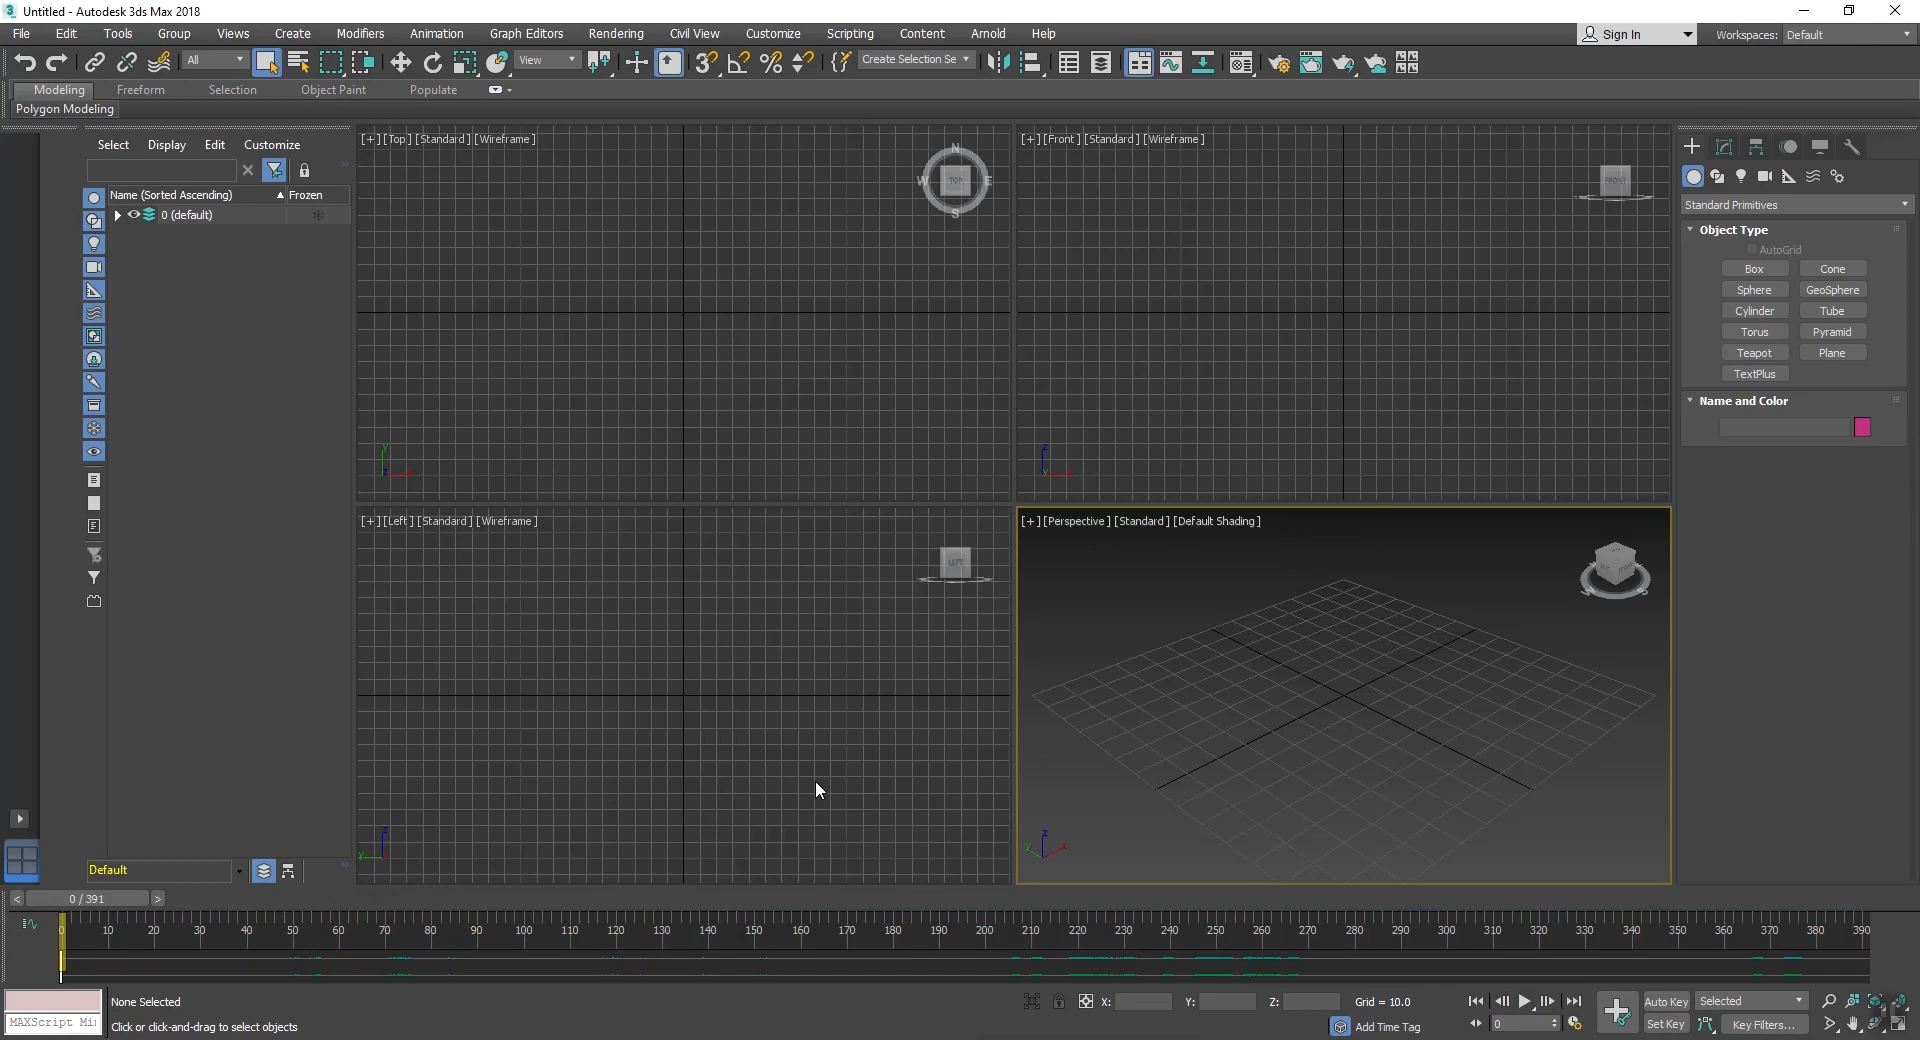 Untitled - Autodesk 3ds Max 2018
File Edit Tools Group Views Create Modifiers Animation Graph Editors Rendering Civil View Customize Scripting Content Arnold Help Sign In Workspaces: Default
All View Create Selection Se
Modeling Freeform Selection Object Paint Populate
Polygon Modeling
Select Display Edit Customize
Name (Sorted Ascending) Frozen
0 (default)
[+] [Top] [Standard] [Wireframe]
N
W TOP E
S
[+] [Front] [Standard] [Wireframe]
FRONT
y
z x
z
y x
[+] [Left] [Standard] [Wireframe]
LEFT
z
y
[+] [Perspective] [Standard] [Default Shading]
z
y x
Standard Primitives
Object Type
AutoGrid
Box Cone
Sphere GeoSphere
Cylinder Tube
Torus Pyramid
Teapot Plane
TextPlus
Name and Color
Default
< 0 / 391 >
0 10 20 30 40 50 60 70 80 90 100 110 120 130 140 150 160 170 180 190 200 210 220 230 240 250 260 270 280 290 300 310 320 330 340 350 360 370 380 390
None Selected X: Y: Z: Grid = 10.0 Auto Key Selected
MAXScript Mi
Click or click-and-drag to select objects Add Time Tag 0 Set Key Key Filters...